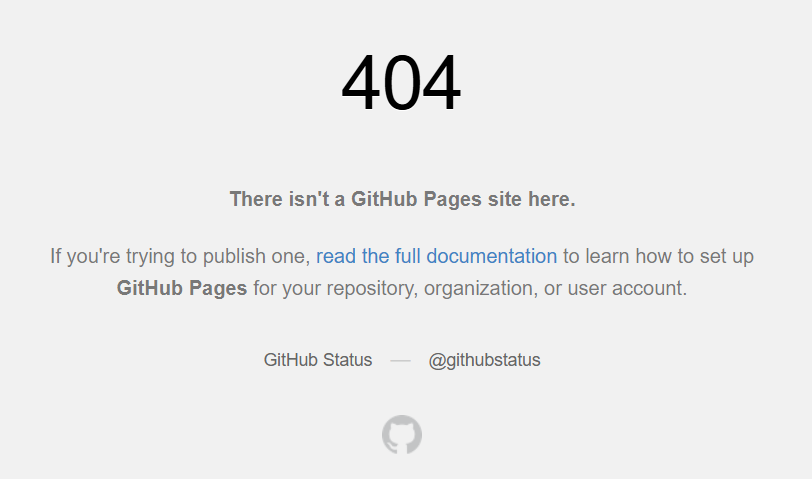 404
There isn't a GitHub Pages site here.
If you're trying to publish one, read the full documentation to learn how to set up
GitHub Pages for your repository, organization, or user account.
GitHub Status — @githubstatus